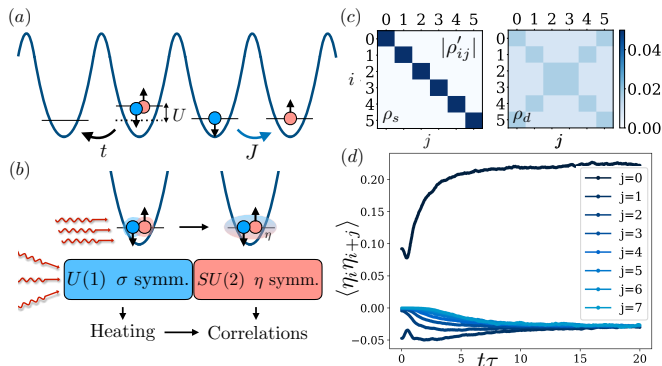 (a)
U
t
J
(b)
η
U(1) σ symm.
SU(2) η symm.
Heating
Correlations
(c)
0 1 2 3 4 5
0
1
2
3
4
5
i
|ρ′ij|
ρs
j
0 1 2 3 4 5
ρd
j
0.04
0.02
0.00
(d)
⟨ηiηi+j⟩
0.20
0.15
0.10
0.05
0.00
−0.05
0 5 10 15 20
tτ
j=0
j=1
j=2
j=3
j=4
j=5
j=6
j=7